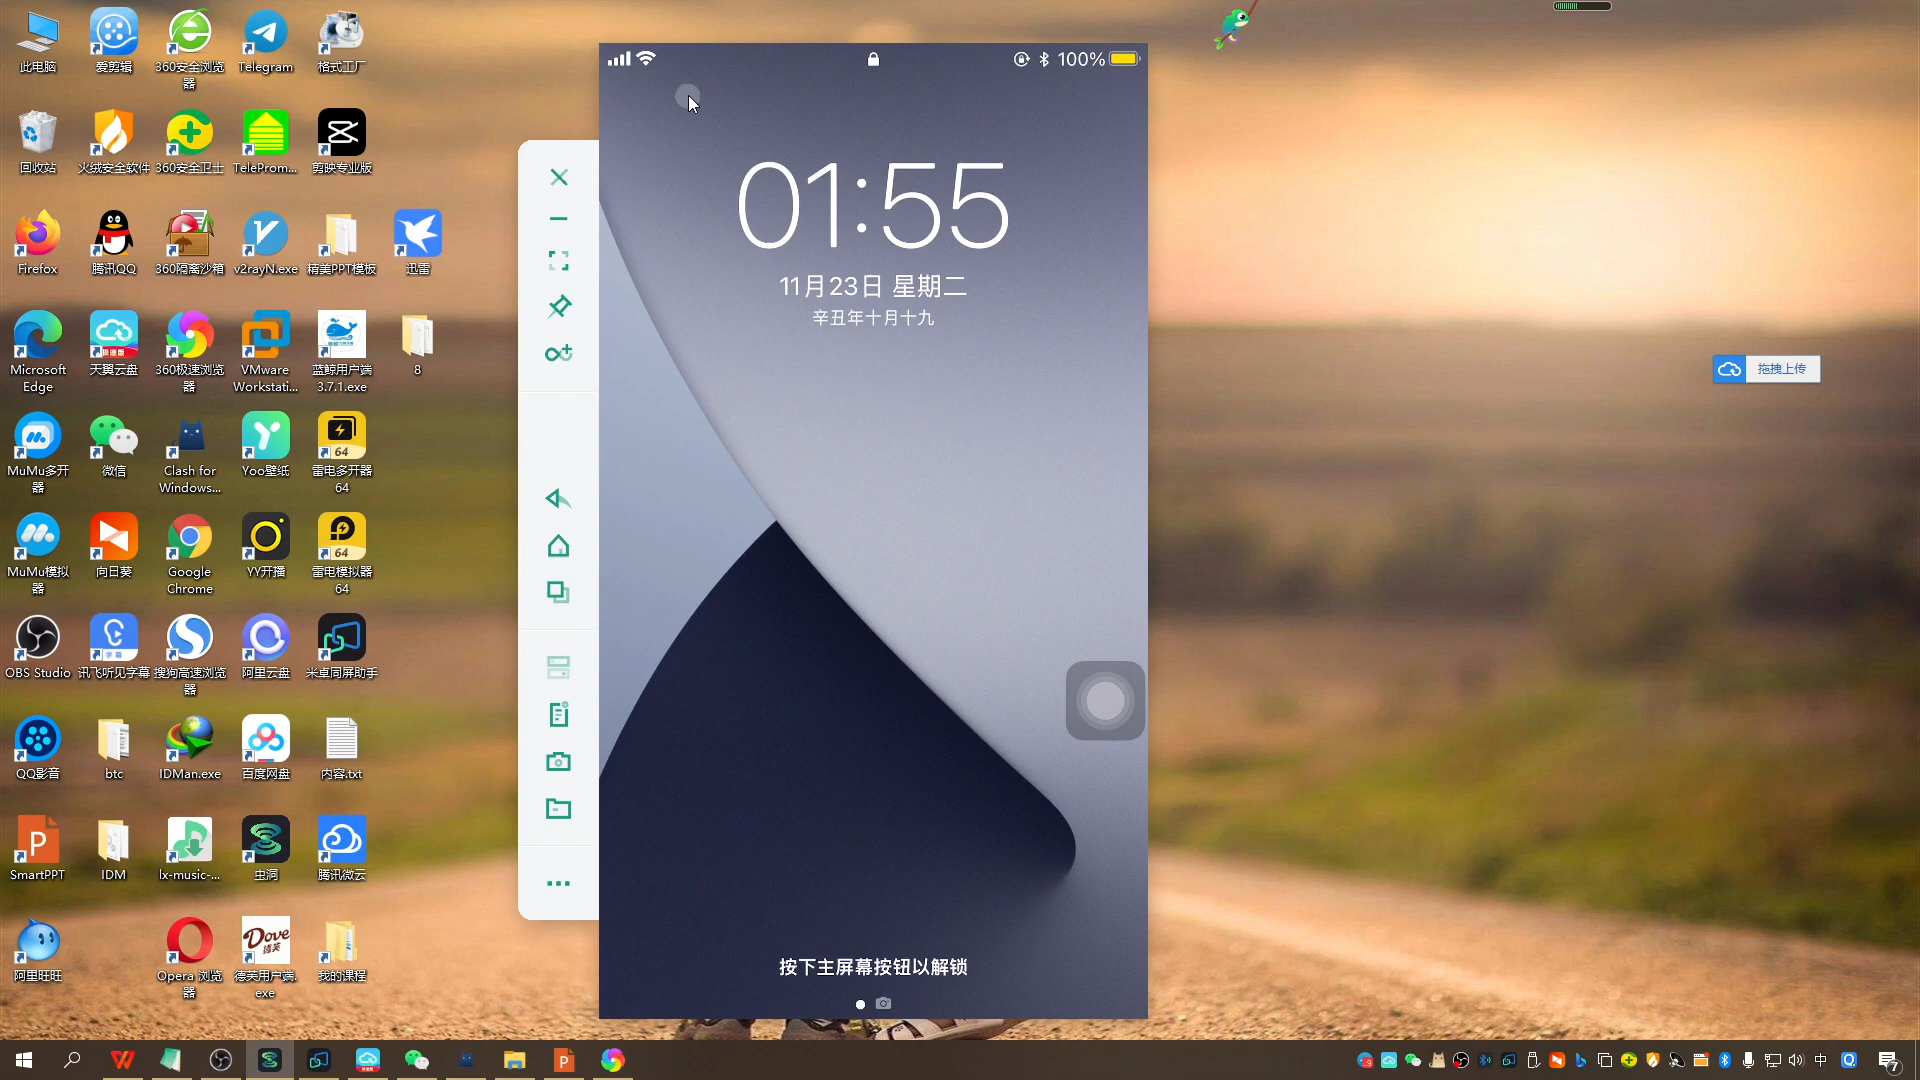 此电脑
爱剪辑
360安全浏览
器
Telegram
格式工厂
回收站
火绒安全软件
360安全卫士
TeleProm...
剪映专业版
Firefox
腾讯QQ
360隔离沙箱
v2rayN.exe
精美PPT模板
迅雷
Microsoft
Edge
天翼云盘
360极速浏览
器
VMware
Workstati...
蓝鲸用户端
3.7.1.exe
8
MuMu多开
器
微信
Clash for
Windows...
Yoo壁纸
雷电多开器
64
MuMu模拟
器
向日葵
Google
Chrome
YY开播
雷电模拟器
64
OBS Studio
讯飞听见字幕
搜狗高速浏览
器
阿里云盘
米卓同屏助手
QQ影音
btc
IDMan.exe
百度网盘
内容.txt
SmartPPT
IDM
lx-music-...
虫洞
腾讯微云
阿里旺旺
Opera 浏览
器
德芙用户端.
exe
我的课程
100%
01:55
11月23日 星期二
辛丑年十月十九
按下主屏幕按钮以解锁
拖拽上传
中
7